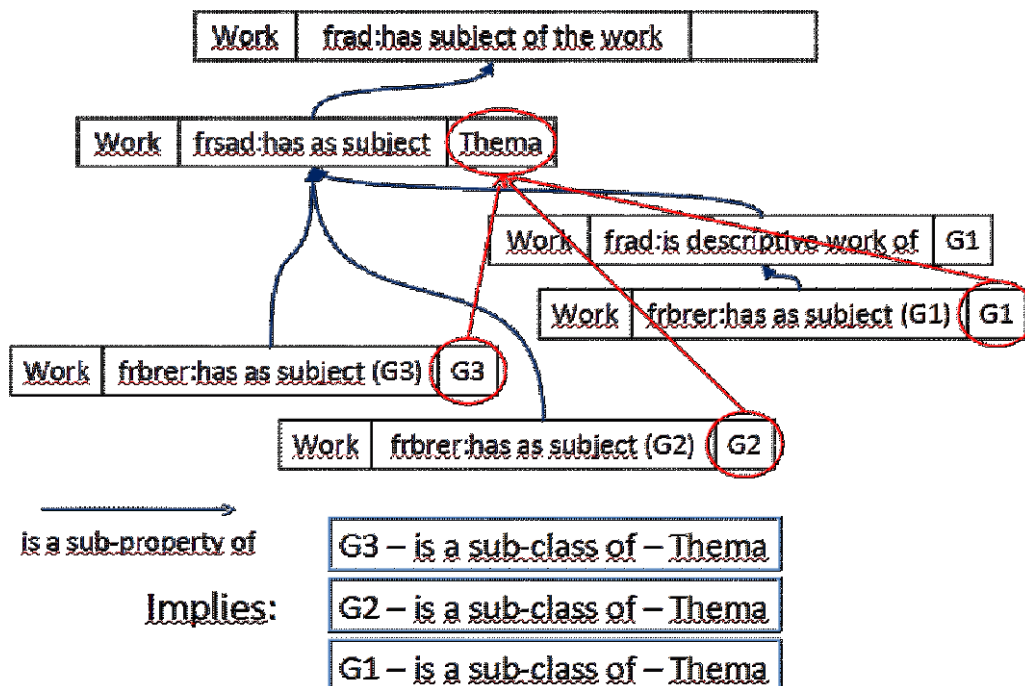 Work frad:has subject of the work
Work frsad:has as subject Thema
Work frad:is descriptive work of G1
Work frbrer:has as subject (G1) G1
Work frbrer:has as subject (G3) G3
Work frbrer:has as subject (G2) G2
is a sub-property of
G3 – is a sub-class of – Thema
Implies: G2 – is a sub-class of – Thema
G1 – is a sub-class of – Thema